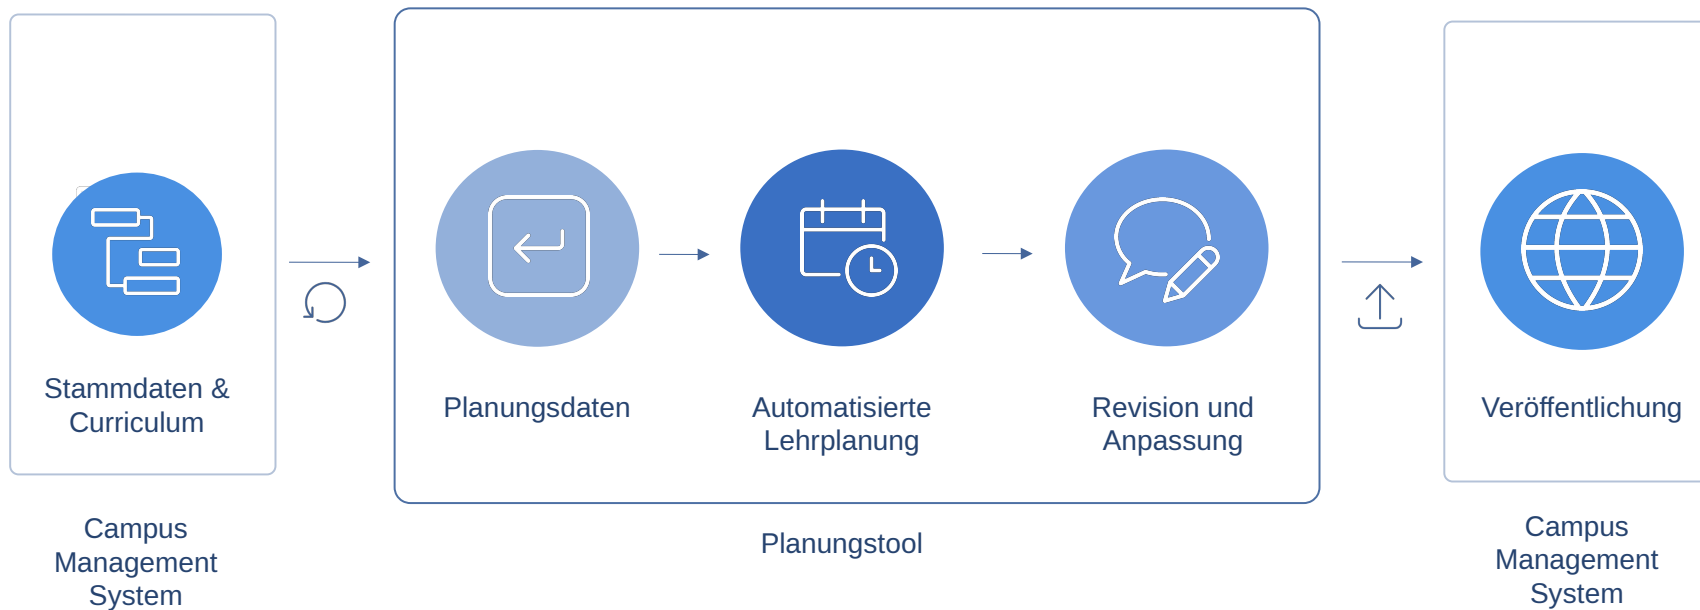 Stammdaten &
Curriculum
Campus
Management
System
Planungsdaten
Automatisierte
Lehrplanung
Revision und
Anpassung
Planungstool
Veröffentlichung
Campus
Management
System